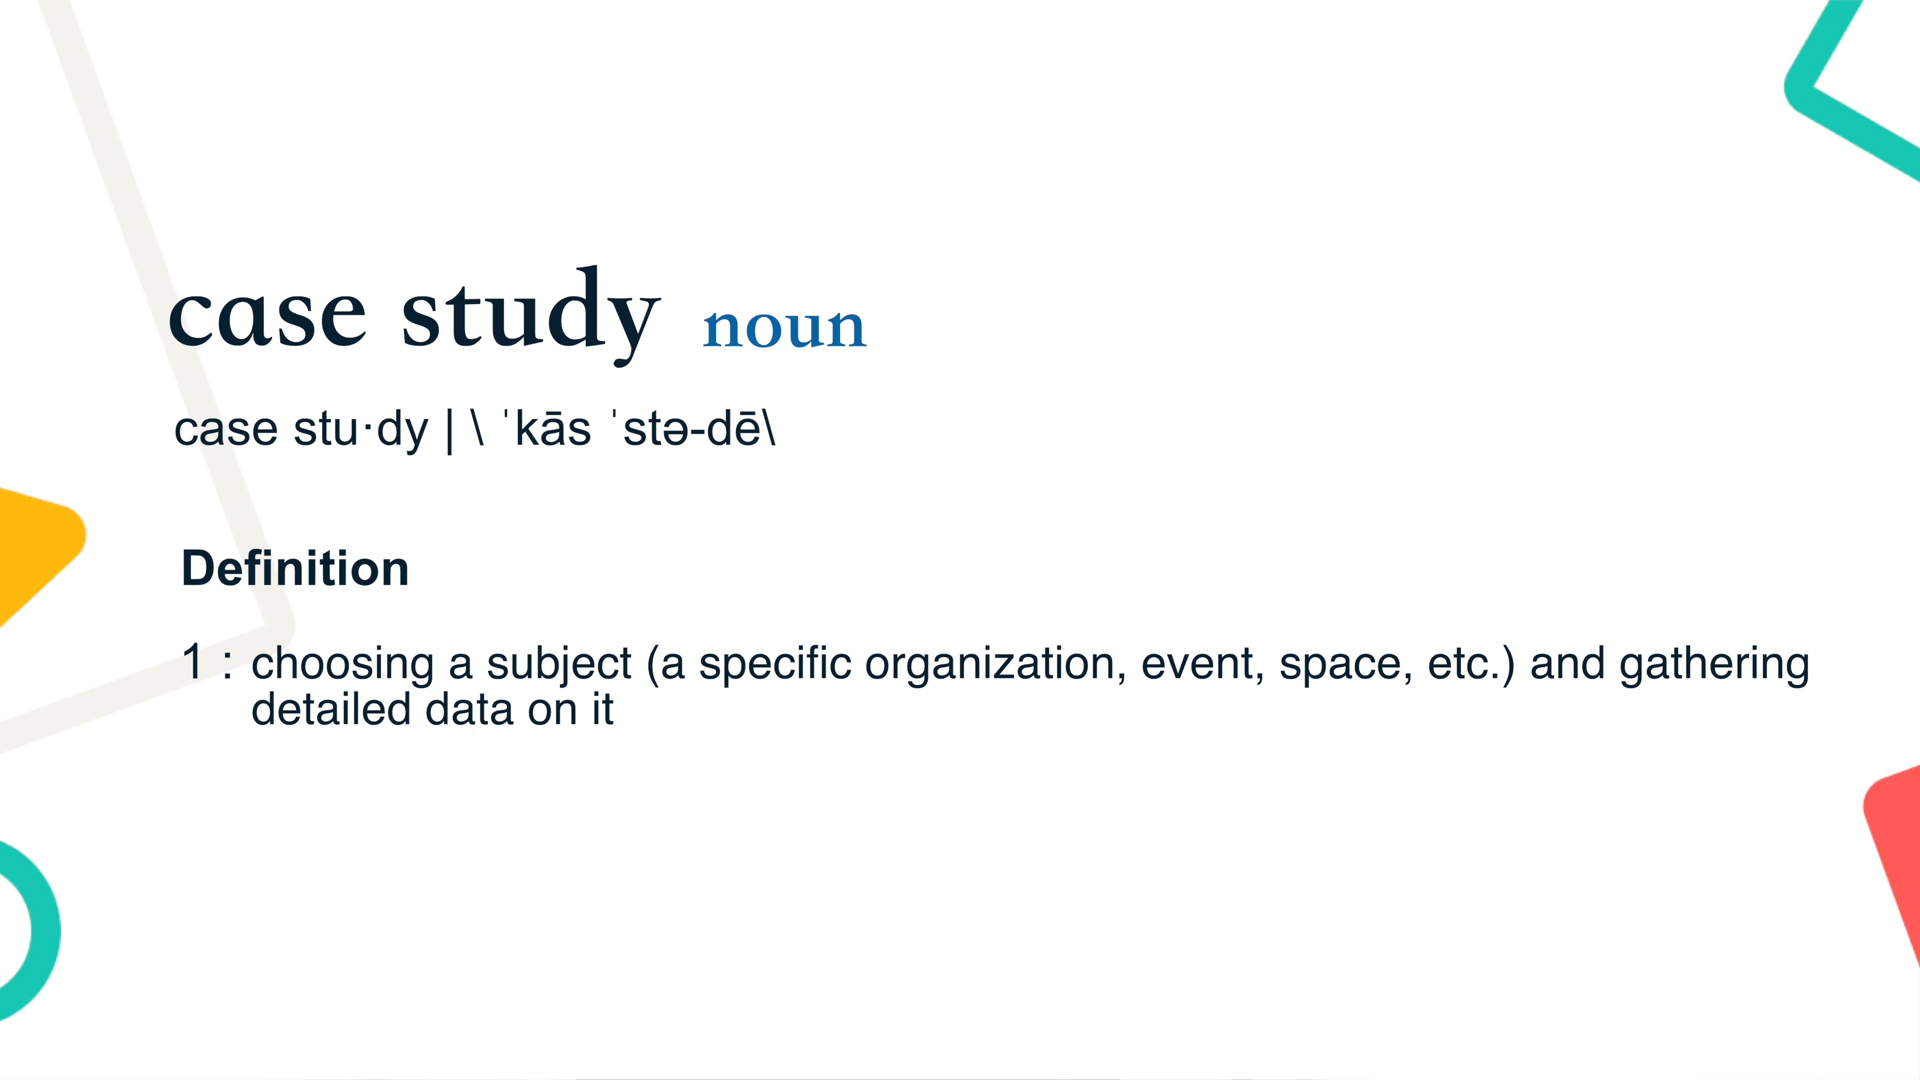 case study noun
case stu·dy | \ ˈkās ˈstə-dē\
Definition
1 : choosing a subject (a specific organization, event, space, etc.) and gathering
detailed data on it